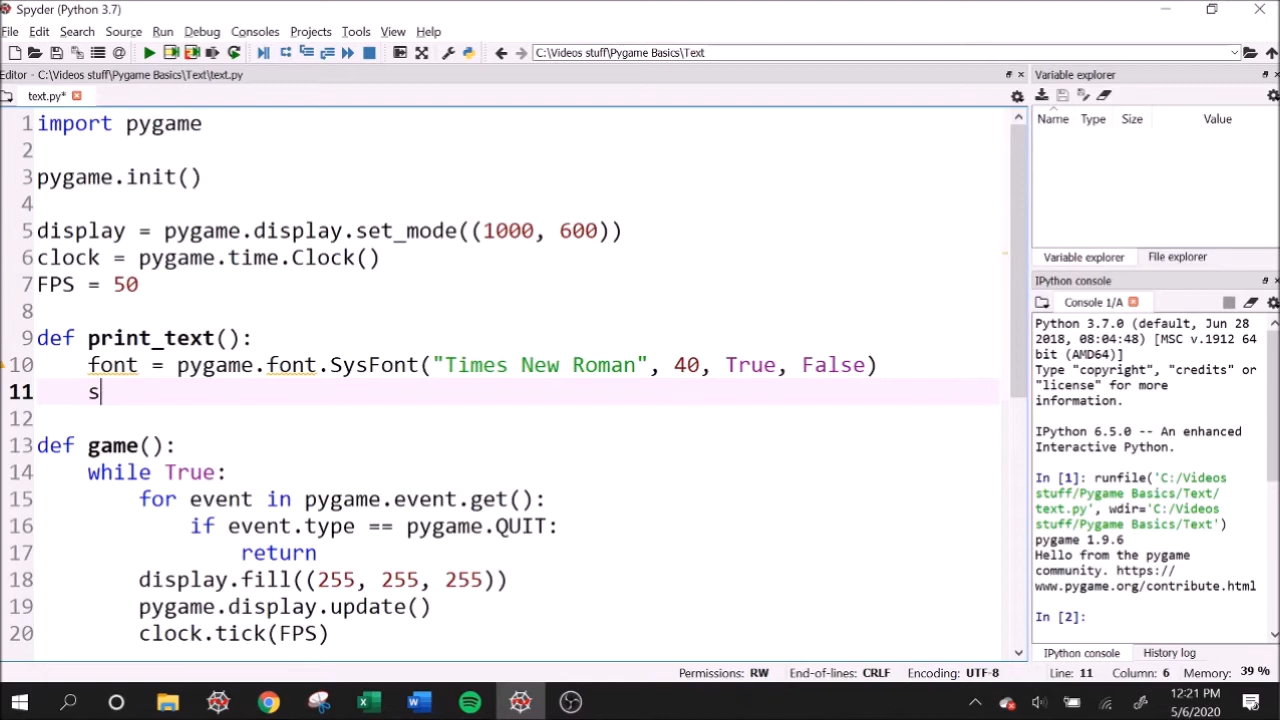 Spyder (Python 3.7)
File Edit Search Source Run Debug Consoles Projects Tools View Help
C:\Videos stuff\Pygame Basics\Text
Editor - C:\Videos stuff\Pygame Basics\Text\text.py
text.py*
1 import pygame
2
3 pygame.init()
4
5 display = pygame.display.set_mode((1000, 600))
6 clock = pygame.time.Clock()
7 FPS = 50
8
9 def print_text():
10 font = pygame.font.SysFont("Times New Roman", 40, True, False)
11 s
12
13 def game():
14 while True:
15 for event in pygame.event.get():
16 if event.type == pygame.QUIT:
17 return
18 display.fill((255, 255, 255))
19 pygame.display.update()
20 clock.tick(FPS)
Variable explorer
Name Type Size Value
Variable explorer File explorer
IPython console
Console 1/A
Python 3.7.0 (default, Jun 28
2018, 08:04:48) [MSC v.1912 64
bit (AMD64)]
Type "copyright", "credits" or
"license" for more
information.
IPython 6.5.0 -- An enhanced
Interactive Python.
In [1]: runfile('C:/Videos
stuff/Pygame Basics/Text/
text.py', wdir='C:/Videos
stuff/Pygame Basics/Text')
pygame 1.9.6
Hello from the pygame
community. https://
www.pygame.org/contribute.html
In [2]:
IPython console History log
Permissions: RW End-of-lines: CRLF Encoding: UTF-8 Line: 11 Column: 6 Memory: 39 %
12:21 PM
5/6/2020